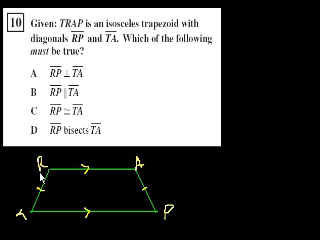 10 Given: TRAP is an isosceles trapezoid with
diagonals RP and TA. Which of the following
must be true?
A RP ⊥ TA
B RP ∥ TA
C RP ≅ TA
D RP bisects TA
R A
P